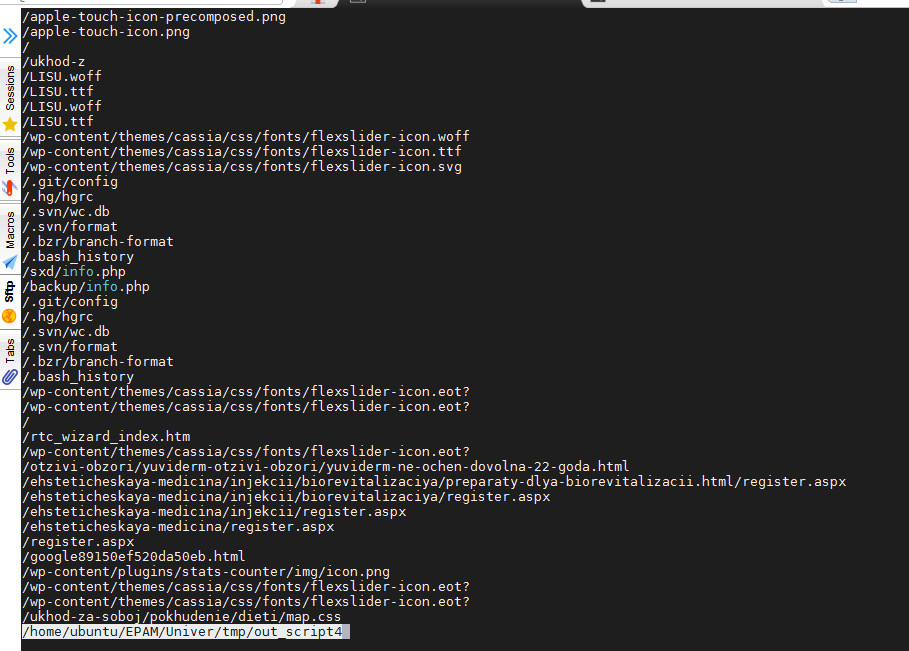 /apple-touch-icon-precomposed.png
/apple-touch-icon.png
/
/ukhod-z
/LISU.woff
/LISU.ttf
/LISU.woff
/LISU.ttf
/wp-content/themes/cassia/css/fonts/flexslider-icon.woff
/wp-content/themes/cassia/css/fonts/flexslider-icon.ttf
/wp-content/themes/cassia/css/fonts/flexslider-icon.svg
/.git/config
/.hg/hgrc
/.svn/wc.db
/.svn/format
/.bzr/branch-format
/.bash_history
/sxd/info.php
/backup/info.php
/.git/config
/.hg/hgrc
/.svn/wc.db
/.svn/format
/.bzr/branch-format
/.bash_history
/wp-content/themes/cassia/css/fonts/flexslider-icon.eot?
/wp-content/themes/cassia/css/fonts/flexslider-icon.eot?
/
/rtc_wizard_index.htm
/wp-content/themes/cassia/css/fonts/flexslider-icon.eot?
/otzivi-obzori/yuviderm-otzivi-obzori/yuviderm-ne-ochen-dovolna-22-goda.html
/ehsteticheskaya-medicina/injekcii/biorevitalizaciya/preparaty-dlya-biorevitalizacii.html/register.aspx
/ehsteticheskaya-medicina/injekcii/biorevitalizaciya/register.aspx
/ehsteticheskaya-medicina/injekcii/register.aspx
/ehsteticheskaya-medicina/register.aspx
/register.aspx
/google89150ef520da50eb.html
/wp-content/plugins/stats-counter/img/icon.png
/wp-content/themes/cassia/css/fonts/flexslider-icon.eot?
/wp-content/themes/cassia/css/fonts/flexslider-icon.eot?
/ukhod-za-soboj/pokhudenie/dieti/map.css
/home/ubuntu/EPAM/Univer/tmp/out_script4
Sessions
Tools
Macros
Sftp
Tabs